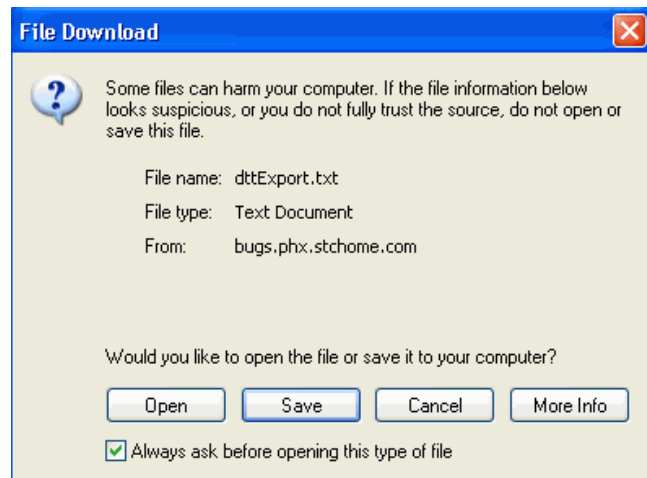 File Download
Some files can harm your computer. If the file information below
looks suspicious, or you do not fully trust the source, do not open or
save this file.
File name: dttExport.txt
File type: Text Document
From: bugs.phx.stchome.com
Would you like to open the file or save it to your computer?
Open Save Cancel More Info
Always ask before opening this type of file